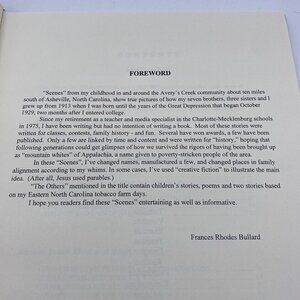 FOREWORD
"Scenes" from my childhood in and around the Avery's Creek community about ten miles
south of Asheville, North Carolina, show true pictures of how my seven brothers, three sisters and I
grew up from 1913 when I was born until the years of the Great Depression that began October
1929, two months after I entered college.
Since my retirement as a teacher and media specialist in the Charlotte-Mecklenburg schools
in 1975, I have been writing but had no intention of writing a book. Most of these stories were
written for classes, contests, family history - and fun. Several have won awards, a few have been
published. Only a few are linked by time and content and were written for "history," hoping that
following generations could get glimpses of how we survived the rigors of having been brought up
as "mountain whites" of Appalachia, a name given to poverty-stricken people of the area.
In these "Scenes", I've changed names, manufactured a few, and changed places in family
alignment according to my whims. In some cases, I've used "creative fiction" to illustrate the main
idea. (After all, Jesus used parables.)
"The Others" mentioned in the title contain children's stories, poems and two stories based
on my Eastern North Carolina tobacco farm days.
I hope you readers find these "Scenes" entertaining as well as informative.
Frances Rhodes Bullard